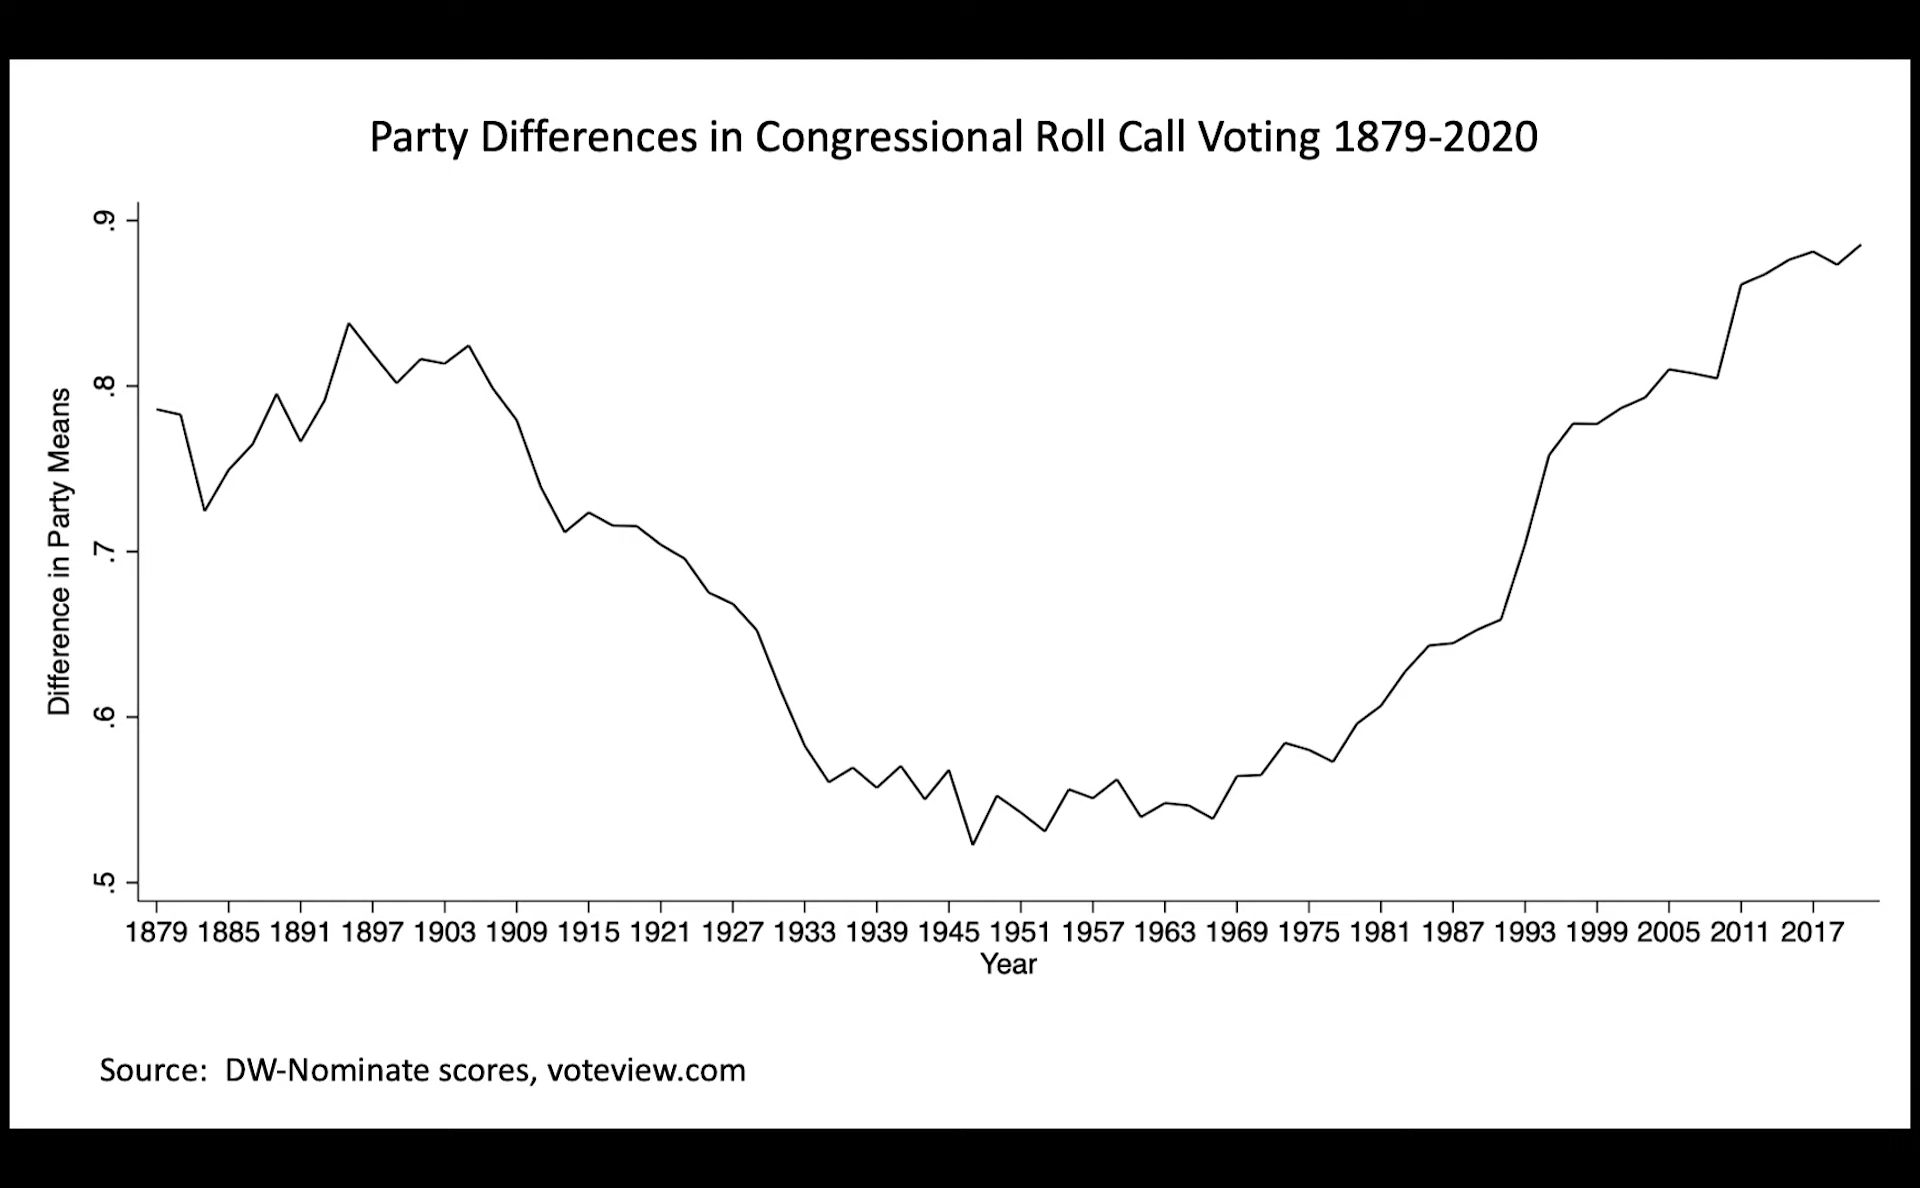 Party Differences in Congressional Roll Call Voting 1879-2020
Difference in Party Means
.9
.8
.7
.6
.5
1879 1885 1891 1897 1903 1909 1915 1921 1927 1933 1939 1945 1951 1957 1963 1969 1975 1981 1987 1993 1999 2005 2011 2017
Year
Source: DW-Nominate scores, voteview.com